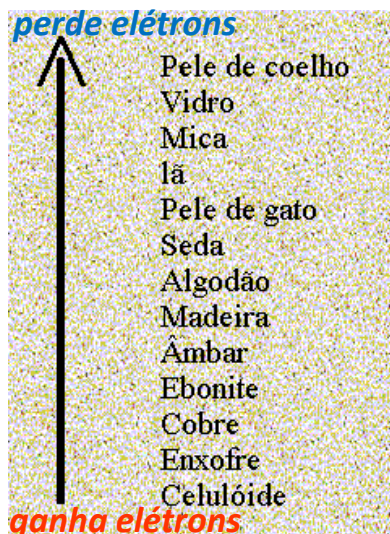 perde elétrons
Pele de coelho
Vidro
Mica
lã
Pele de gato
Seda
Algodão
Madeira
Âmbar
Ebonite
Cobre
Enxofre
Celulóide
ganha elétrons